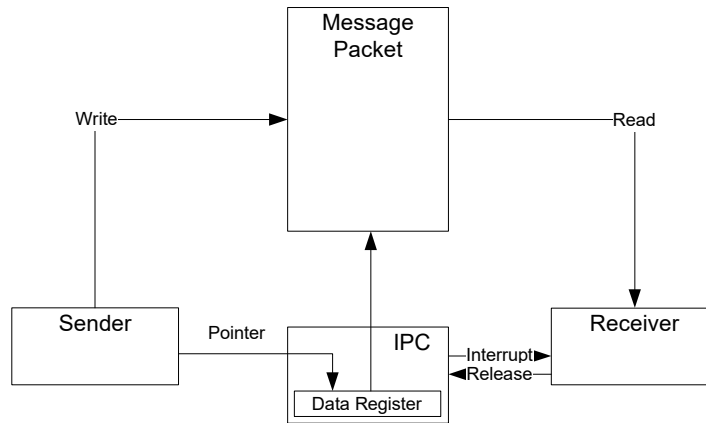 Message
Packet
Write
Read
Sender
Pointer
IPC
Receiver
Interrupt
Release
Data Register